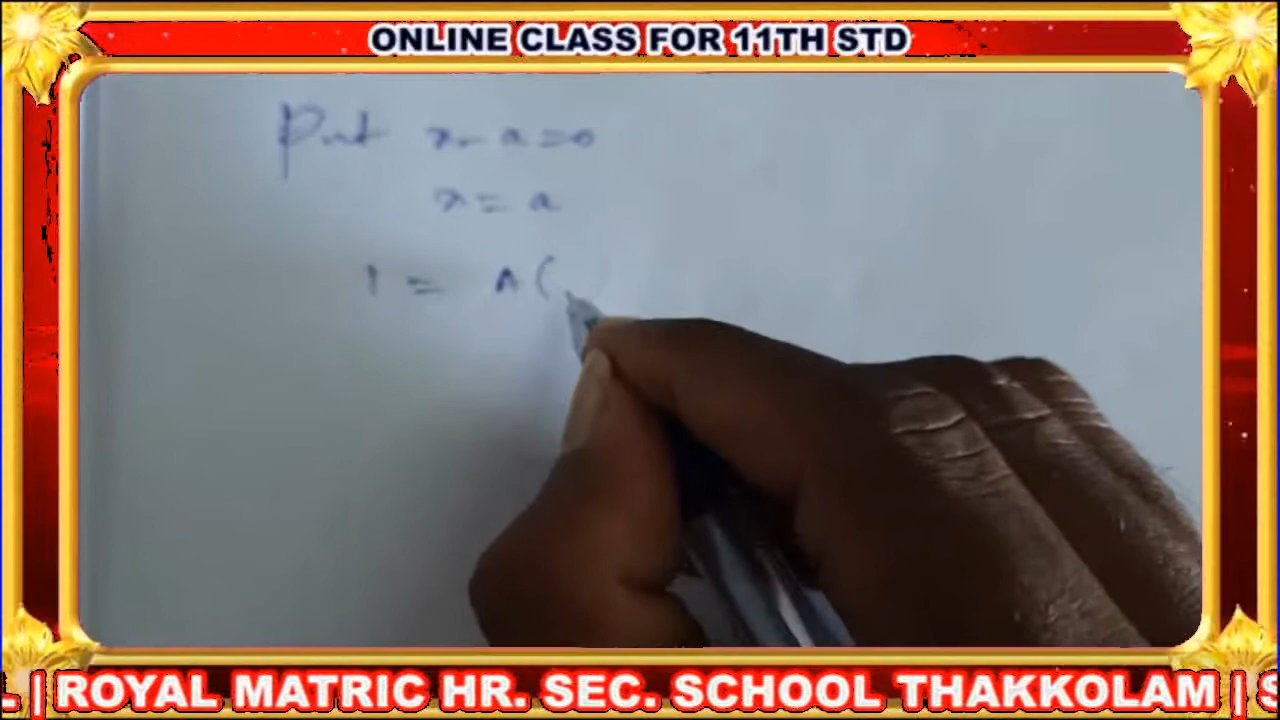 ONLINE CLASS FOR 11TH STD
Put x - a = 0
x = a
1 = A (
L | ROYAL MATRIC HR. SEC. SCHOOL THAKKOLAM | S